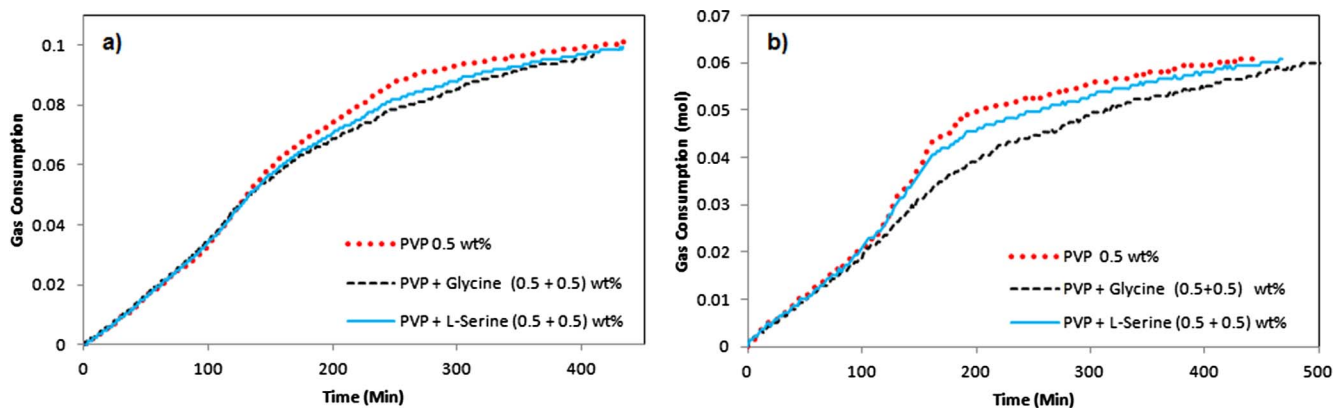 a)
Gas Consumption
0.1
0.08
0.06
0.04
0.02
0
PVP 0.5 wt%
PVP + Glycine (0.5 + 0.5) wt%
PVP + L-Serine (0.5 + 0.5) wt%
0 100 200 300 400
Time (Min)
b)
Gas Consumption (mol)
0.07
0.06
0.05
0.04
0.03
0.02
0.01
0
PVP 0.5 wt%
PVP + Glycine (0.5+0.5) wt%
PVP + L-Serine (0.5 + 0.5) wt%
0 100 200 300 400 500
Time (Min)